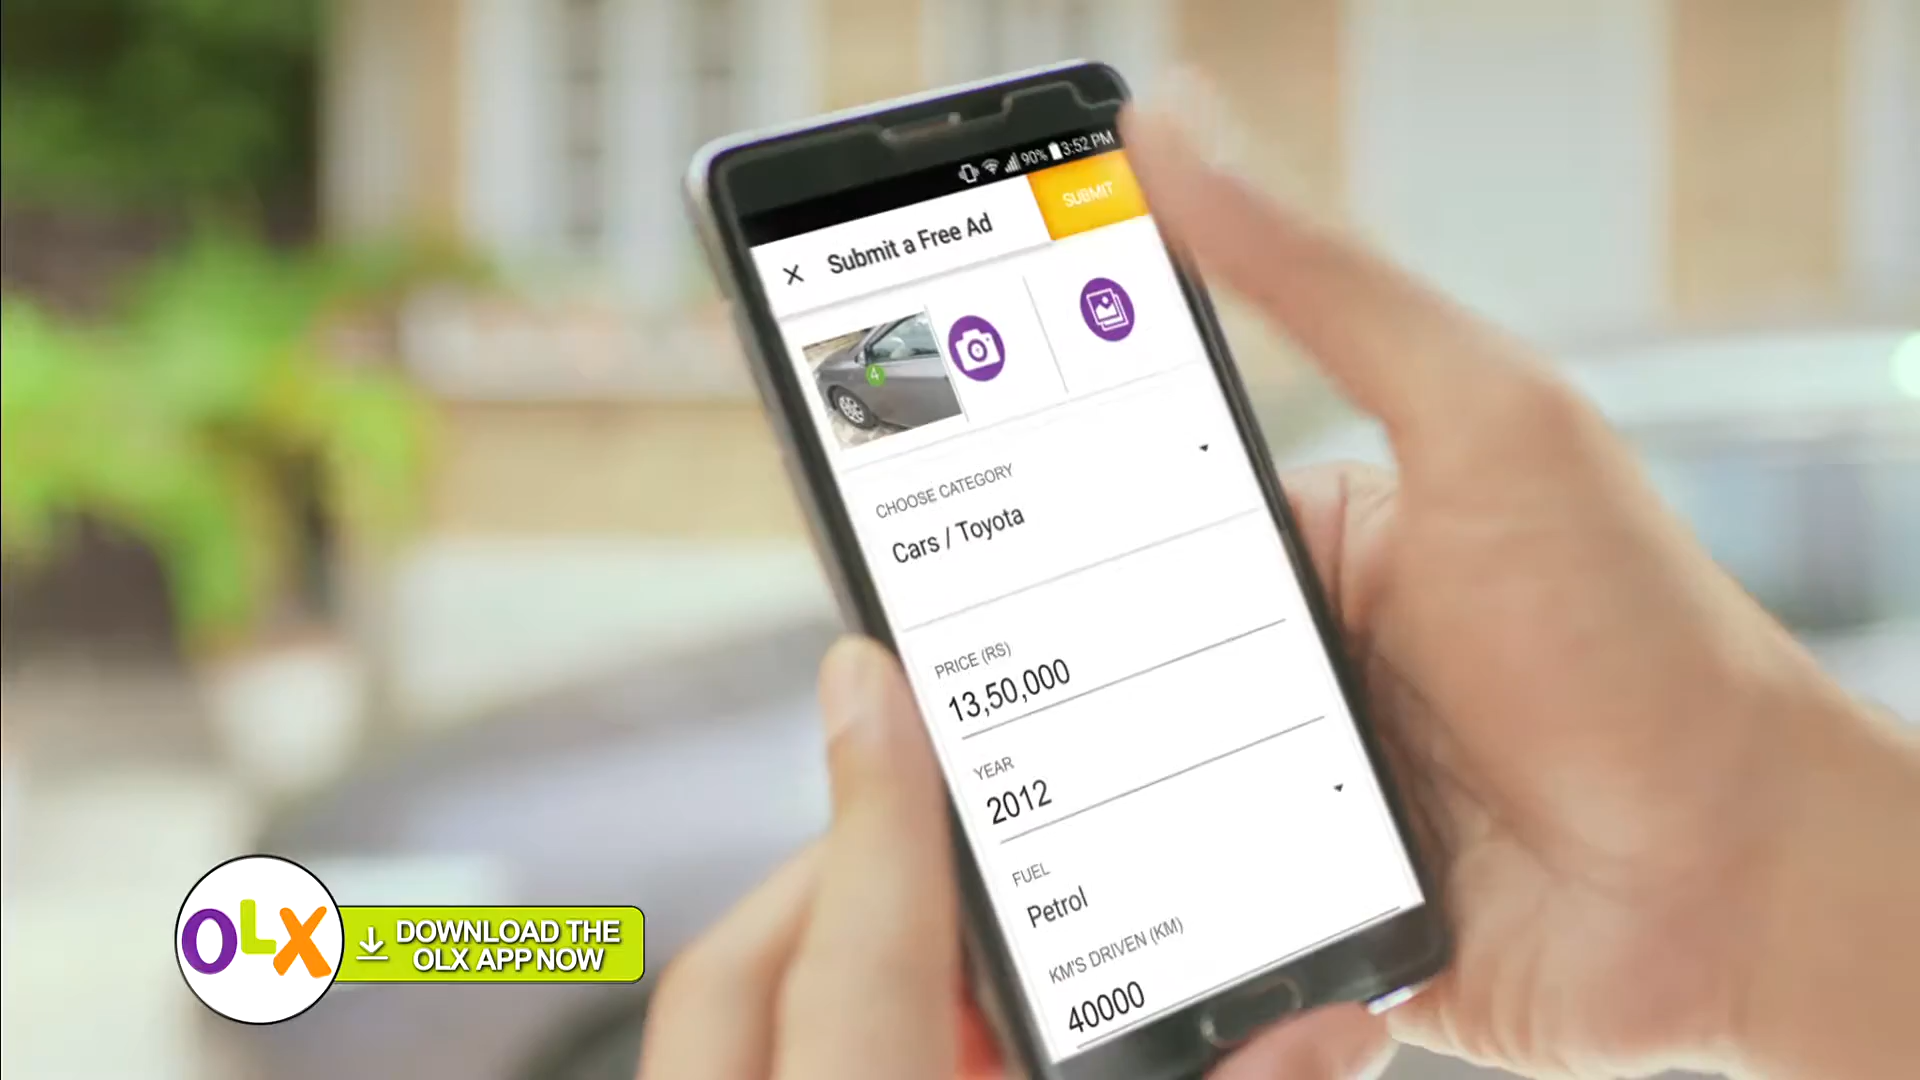 90% 3:52 PM
X Submit a Free Ad SUBMIT
4
CHOOSE CATEGORY
Cars / Toyota
PRICE (RS)
13,50,000
YEAR
2012
FUEL
Petrol
KM'S DRIVEN (KM)
40000
OLX
DOWNLOAD THE
OLX APP NOW